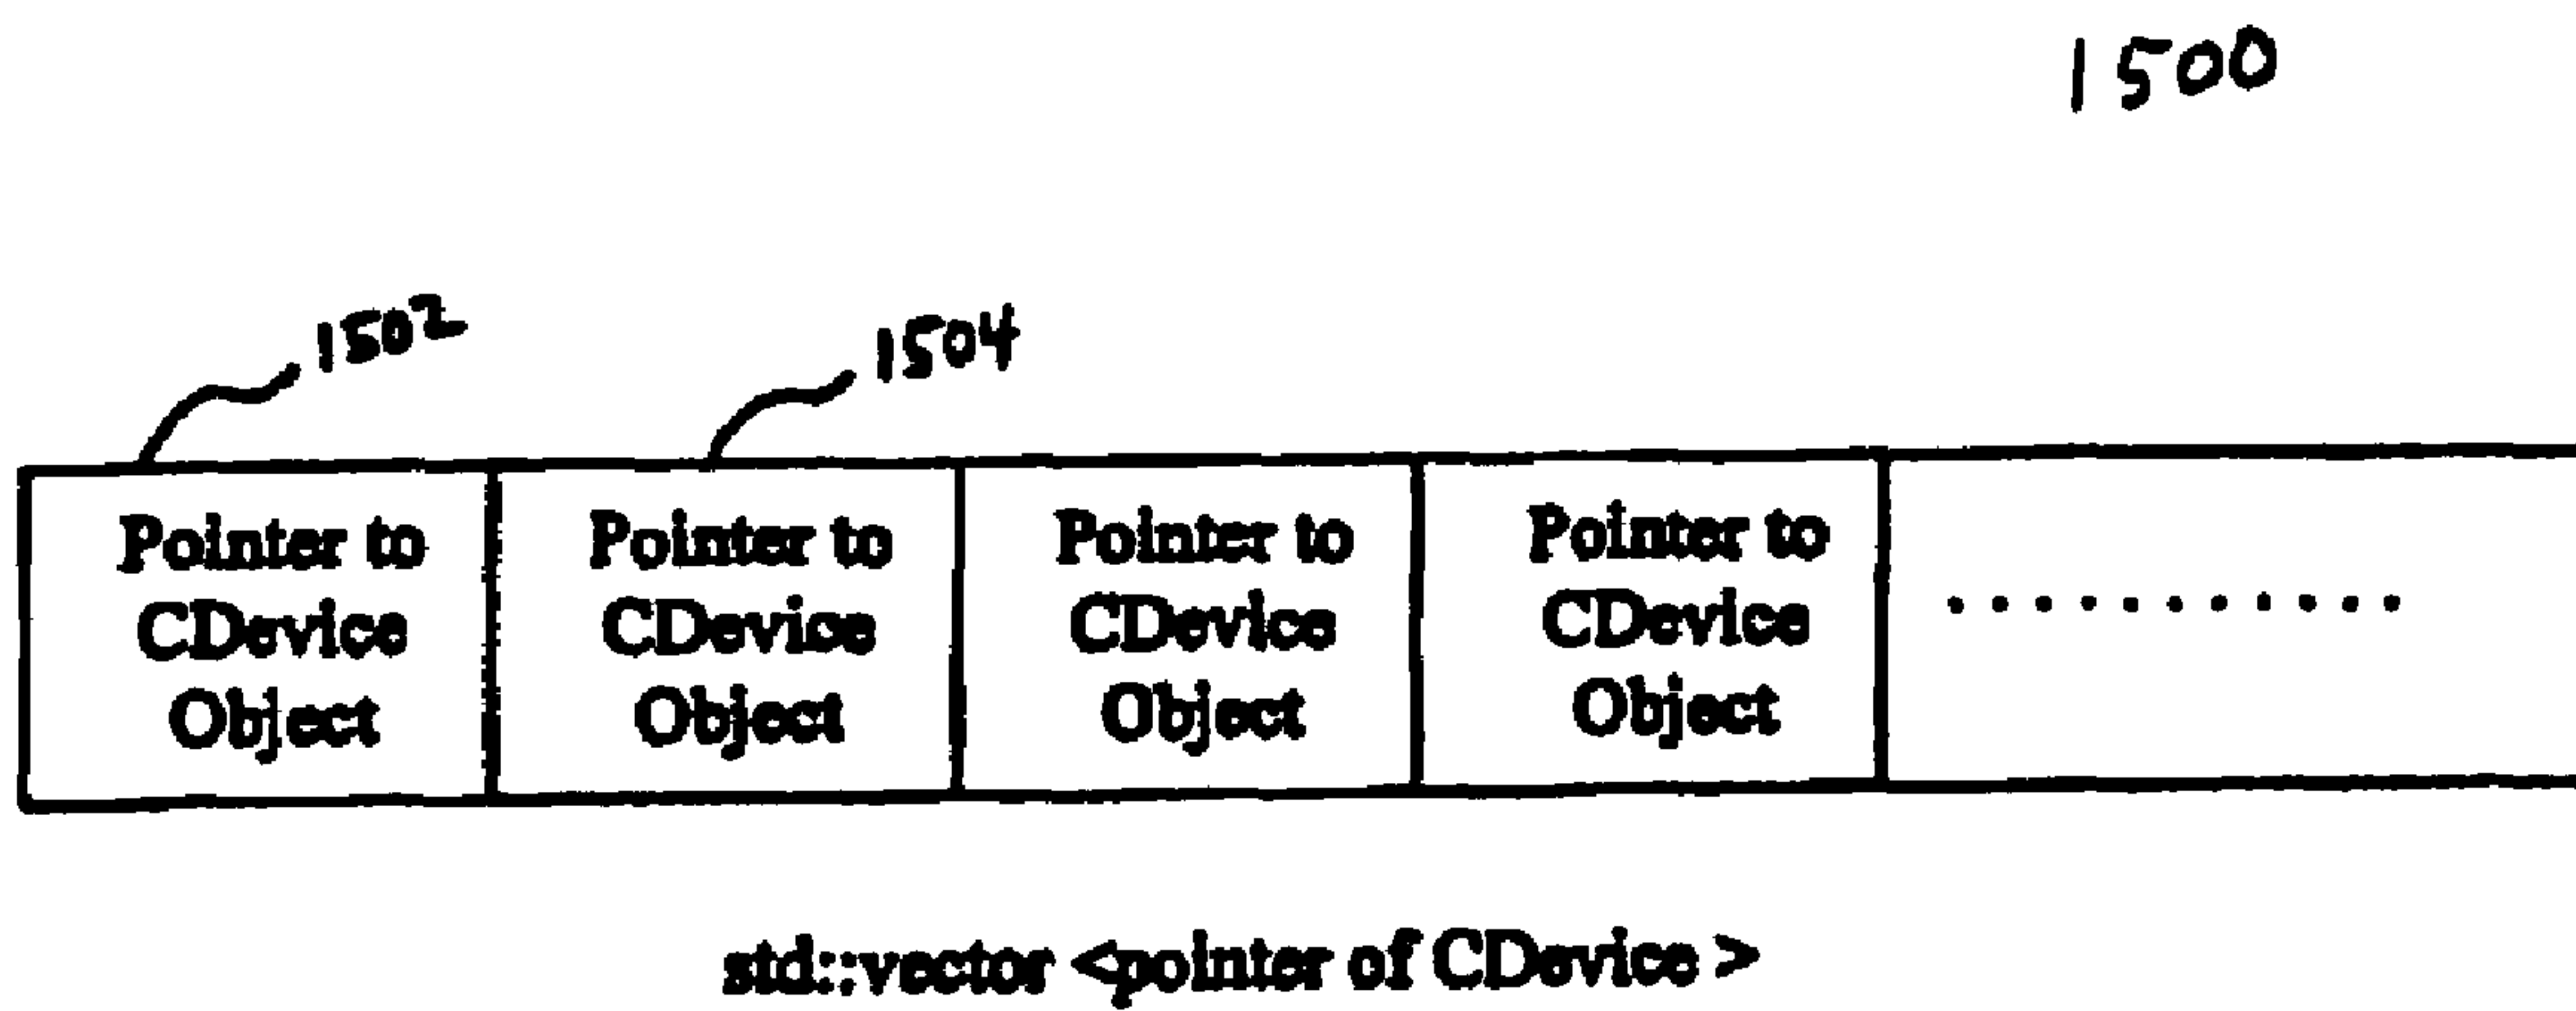 1500
1502
1504
Pointer to
CDevice
Object
Pointer to
CDevice
Object
Pointer to
CDevice
Object
Pointer to
CDevice
Object
...........
std::vector <pointer of CDevice >